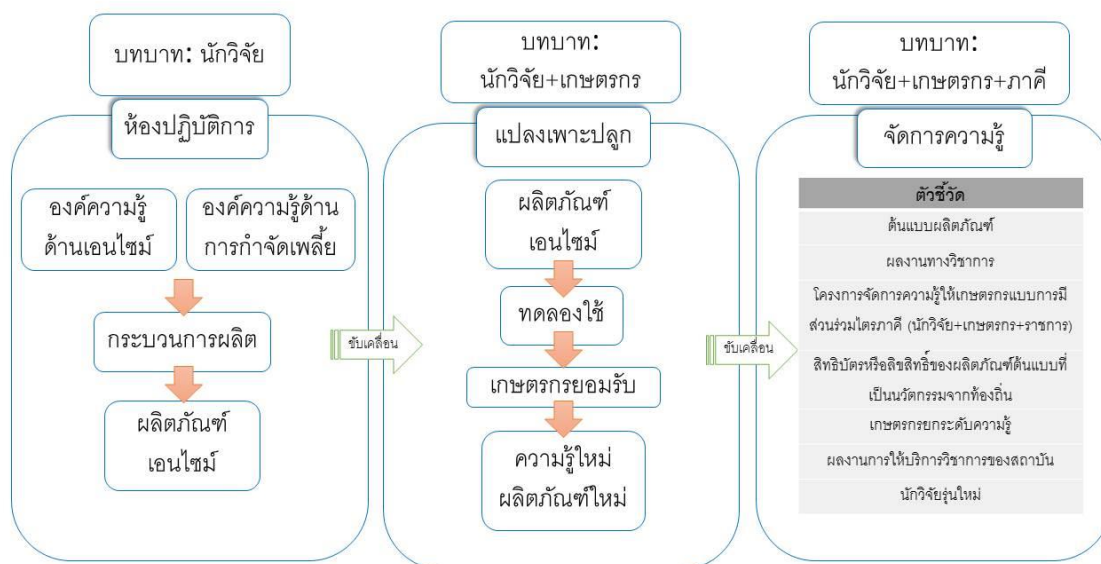 บทบาท: นักวิจัย
ห้องปฏิบัติการ
องค์ความรู้
ด้านเอนไซม์
องค์ความรู้ด้าน
การกำจัดเพลี้ย
กระบวนการผลิต
ผลิตภัณฑ์
เอนไซม์
ขับเคลื่อน
บทบาท:
นักวิจัย+เกษตรกร
แปลงเพาะปลูก
ผลิตภัณฑ์
เอนไซม์
ทดลองใช้
เกษตรกรยอมรับ
ความรู้ใหม่
ผลิตภัณฑ์ใหม่
ขับเคลื่อน
บทบาท:
นักวิจัย+เกษตรกร+ภาคี
จัดการความรู้
ตัวชี้วัด
ต้นแบบผลิตภัณฑ์
ผลงานทางวิชาการ
โครงการจัดการความรู้ให้เกษตรกรแบบการมี
ส่วนร่วมไตรภาคี (นักวิจัย+เกษตรกร+ราชการ)
สิทธิบัตรหรือลิขสิทธิ์ของผลิตภัณฑ์ต้นแบบที่
เป็นนวัตกรรมจากท้องถิ่น
เกษตรกรยกระดับความรู้
ผลงานการให้บริการวิชาการของสถาบัน
นักวิจัยรุ่นใหม่